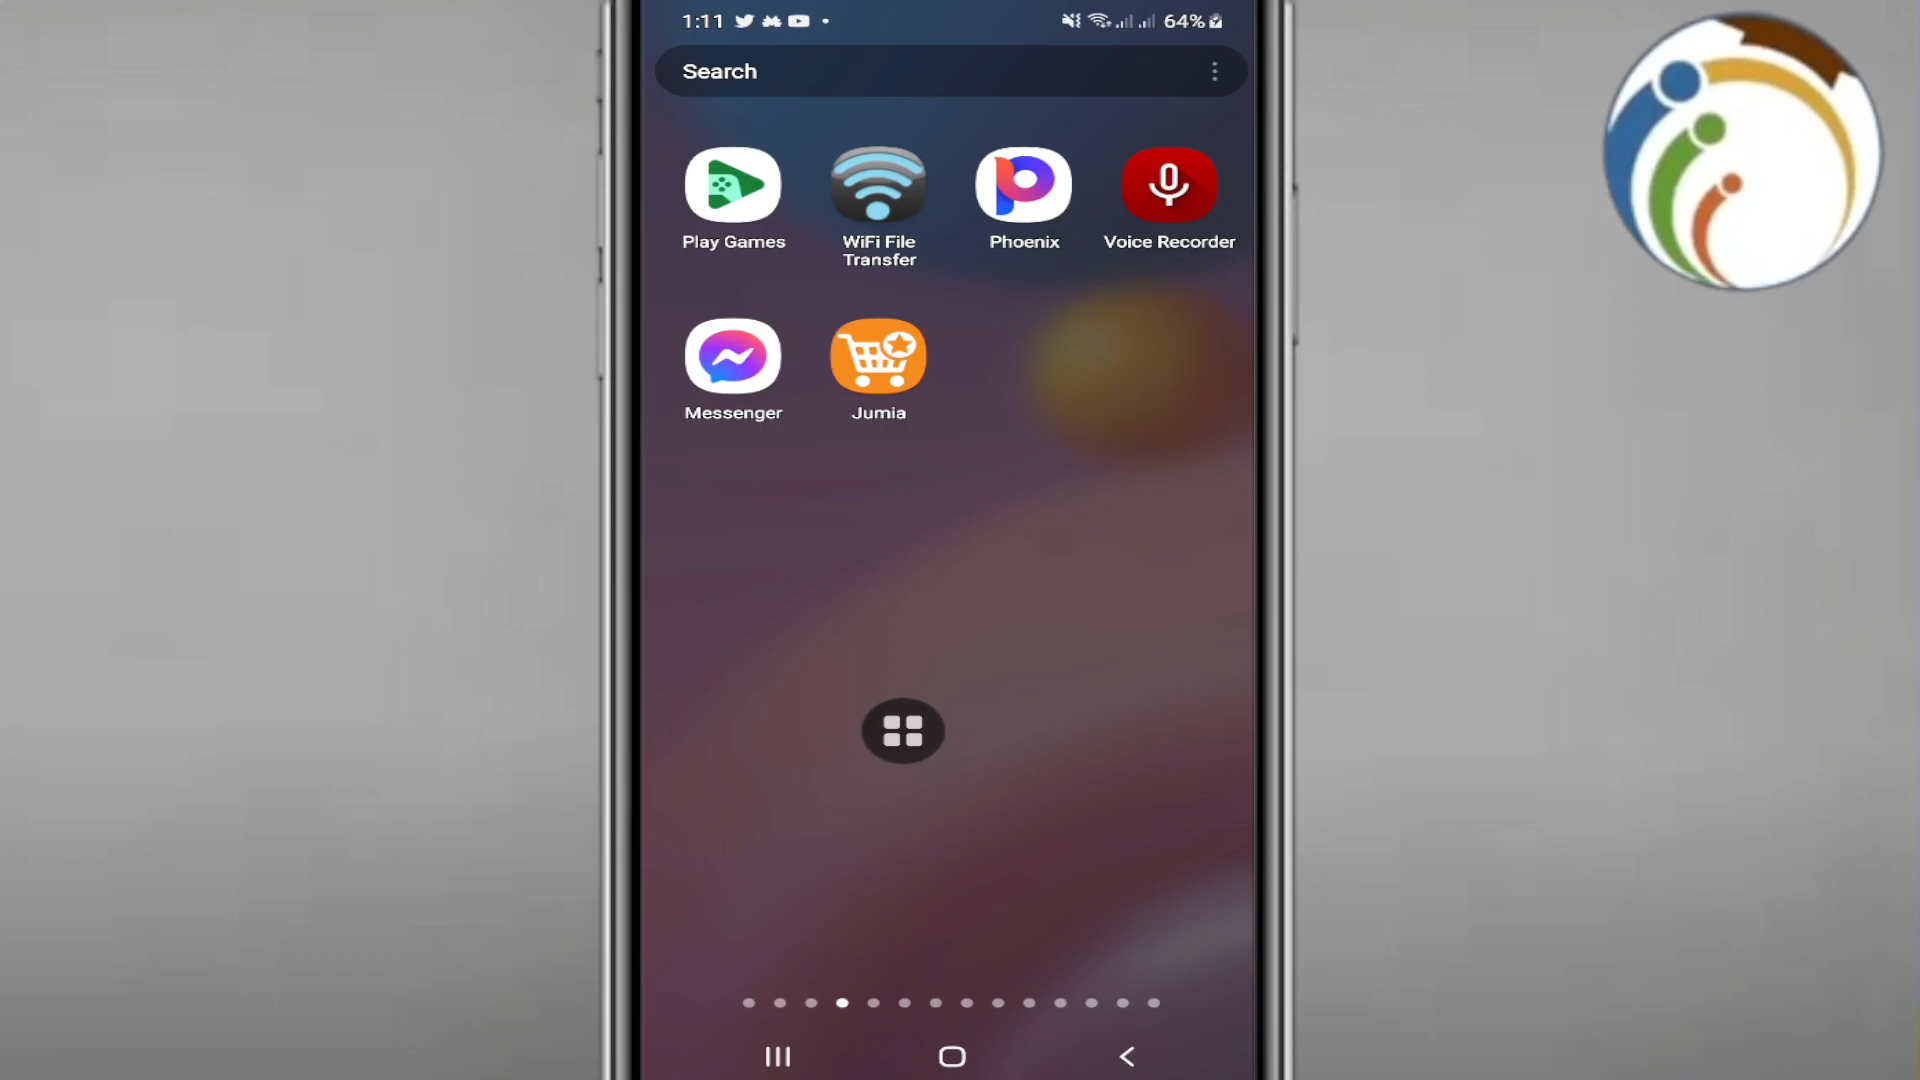 1:11
64%
Search
Play Games
WiFi File
Transfer
Phoenix
Voice Recorder
Messenger
Jumia